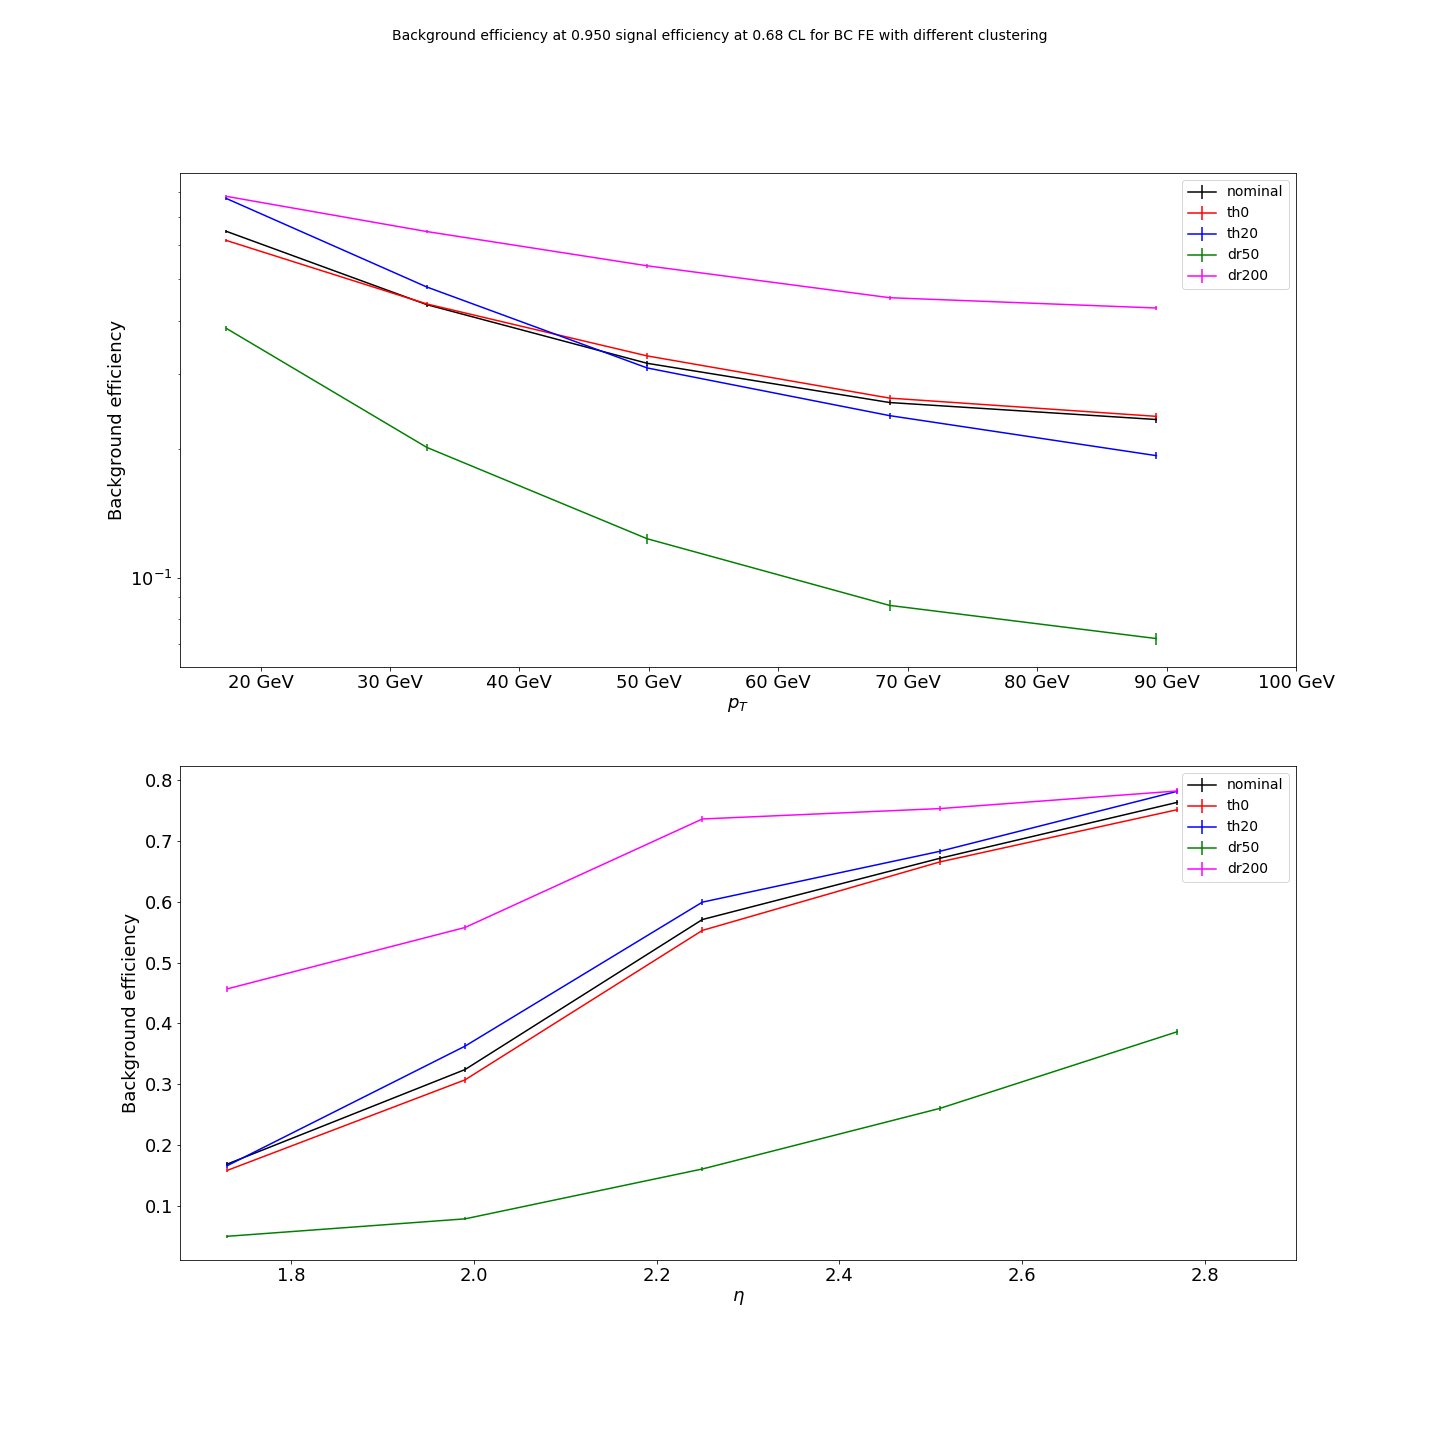 Background efficiency at 0.950 signal efficiency at 0.68 CL for BC FE with different clustering
nominal
th0
th20
dr50
dr200
Background efficiency
10⁻¹
20 GeV 30 GeV 40 GeV 50 GeV 60 GeV 70 GeV 80 GeV 90 GeV 100 GeV
p_T
nominal
th0
th20
dr50
dr200
Background efficiency
0.8
0.7
0.6
0.5
0.4
0.3
0.2
0.1
1.8 2.0 2.2 2.4 2.6 2.8
η